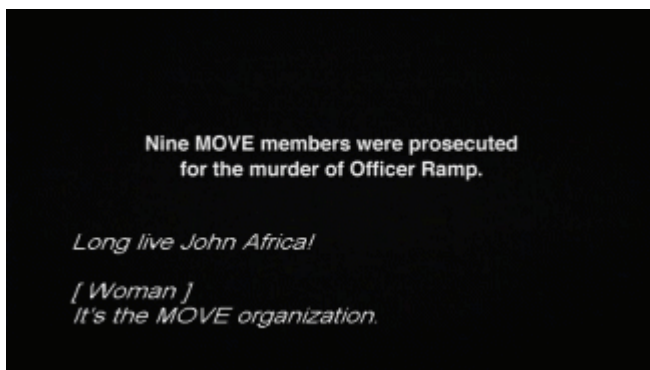 Nine MOVE members were prosecuted
for the murder of Officer Ramp.
Long live John Africa!
[ Woman ]
It's the MOVE organization.